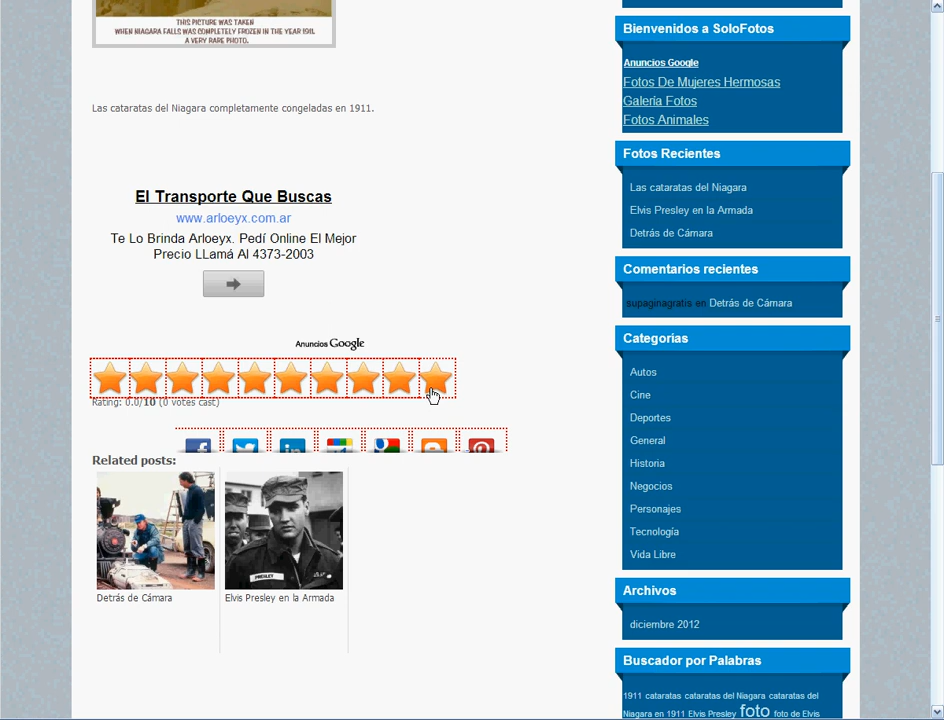 THIS PICTURE WAS TAKEN
WHEN NIAGARA FALLS WAS COMPLETELY FROZEN IN THE YEAR 1911.
A VERY RARE PHOTO.
Las cataratas del Niagara completamente congeladas en 1911.
El Transporte Que Buscas
www.arloeyx.com.ar
Te Lo Brinda Arloeyx. Pedí Online El Mejor
Precio LLamá Al 4373-2003
Anuncios Google
Rating: 0.0/10 (0 votes cast)
Related posts:
PRESLEY
Detrás de Cámara
Elvis Presley en la Armada
Bienvenidos a SoloFotos
Anuncios Google
Fotos De Mujeres Hermosas
Galería Fotos
Fotos Animales
Fotos Recientes
Las cataratas del Niagara
Elvis Presley en la Armada
Detrás de Cámara
Comentarios recientes
supaginagratis en Detrás de Cámara
Categorías
Autos
Cine
Deportes
General
Historia
Negocios
Personajes
Tecnología
Vida Libre
Archivos
diciembre 2012
Buscador por Palabras
1911 cataratas cataratas del Niagara cataratas del
Niagara en 1911 Elvis Presley foto foto de Elvis